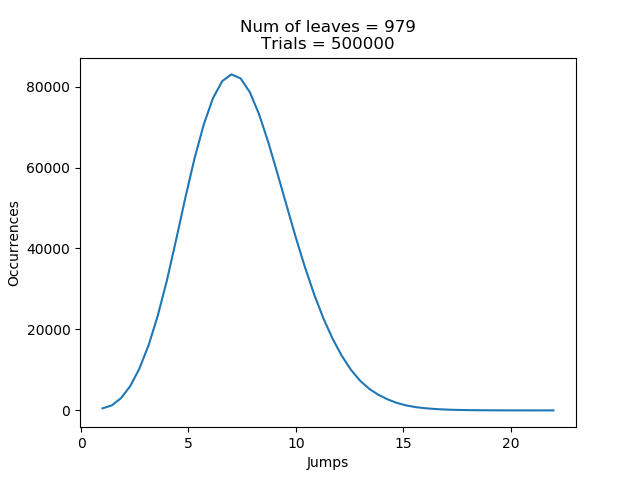 Num of leaves = 979
Trials = 500000
80000
60000
40000
20000
0
Occurrences
0 5 10 15 20
Jumps